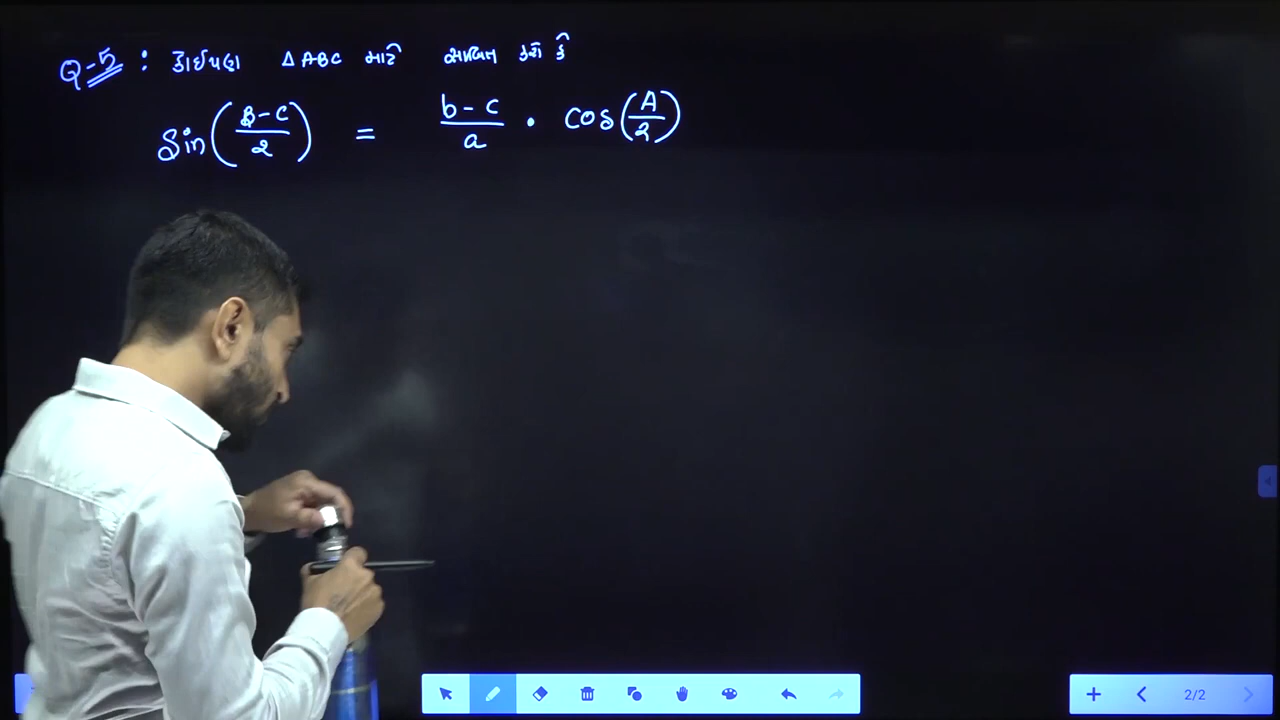 Q-5 : કોઈપણ ΔABC માટે સાબિત કરો કે
sin((B-C)/2) = (b-c)/a · cos(A/2)
2/2